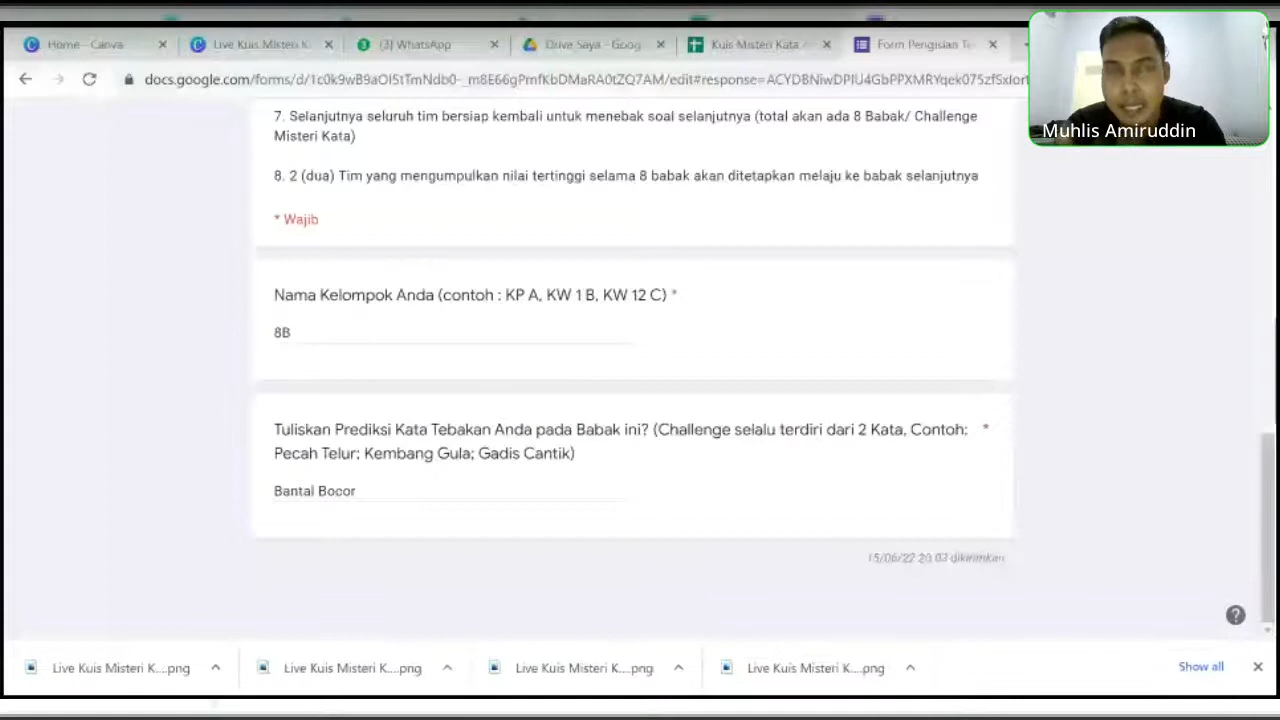 Home - Canva
Live Kuis Misteri K
(3) WhatsApp
Drive Saya - Goog
Kuis Misteri Kata
Form Pengisian Te
docs.google.com/forms/d/
7. Selanjutnya seluruh tim bersiap kembali untuk menebak soal selanjutnya (total akan ada 8 Babak/ Challenge
Misteri Kata)
8. 2 (dua) Tim yang mengumpulkan nilai tertinggi selama 8 babak akan ditetapkan melaju ke babak selanjutnya
* Wajib
Nama Kelompok Anda (contoh : KP A, KW 1 B, KW 12 C) *
8B
Tuliskan Prediksi Kata Tebakan Anda pada Babak ini? (Challenge selalu terdiri dari 2 Kata, Contoh: *
Pecah Telur; Kembang Gula; Gadis Cantik)
Bantal Bocor
15/06/22 20.03 dikirimkan
Live Kuis Misteri K....png
Live Kuis Misteri K....png
Live Kuis Misteri K....png
Live Kuis Misteri K....png
Show all
Muhlis Amiruddin